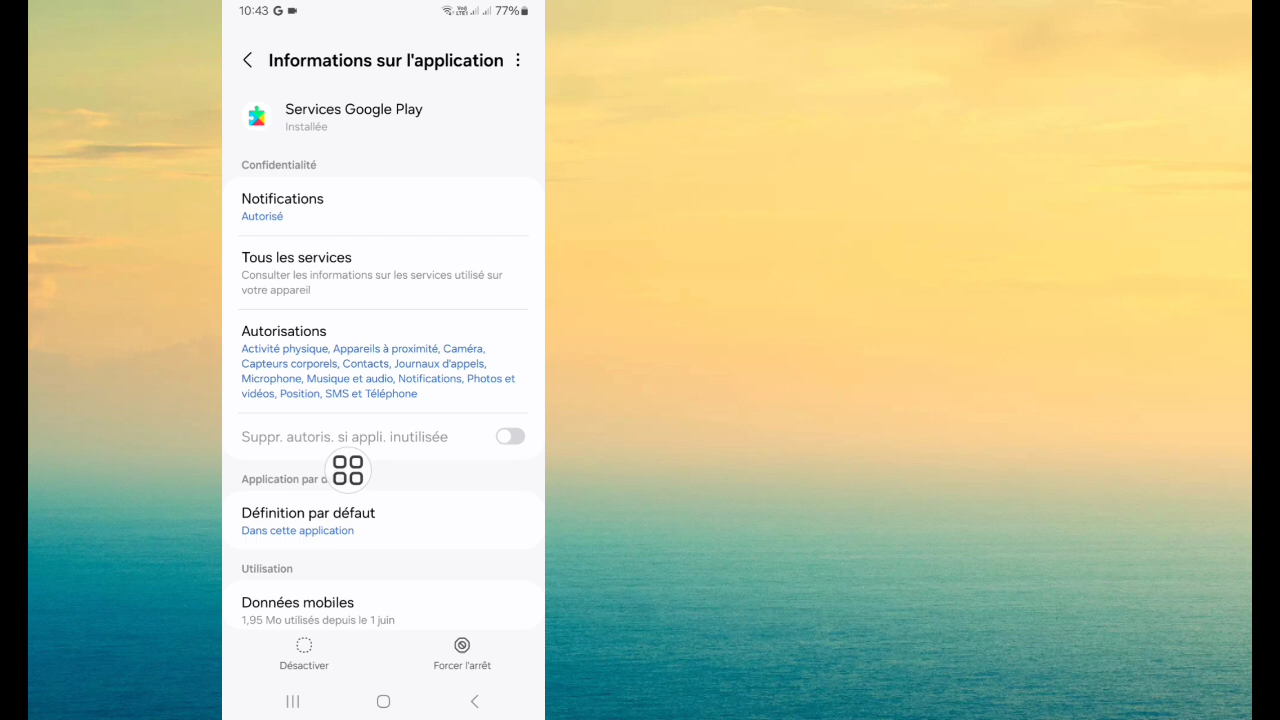 10:43 G 77%
Informations sur l'application
Services Google Play
Installée
Confidentialité
Notifications
Autorisé
Tous les services
Consulter les informations sur les services utilisé sur
votre appareil
Autorisations
Activité physique, Appareils à proximité, Caméra,
Capteurs corporels, Contacts, Journaux d'appels,
Microphone, Musique et audio, Notifications, Photos et
vidéos, Position, SMS et Téléphone
Suppr. autoris. si appli. inutilisée
Application par
Définition par défaut
Dans cette application
Utilisation
Données mobiles
1,95 Mo utilisés depuis le 1 juin
Désactiver
Forcer l'arrêt